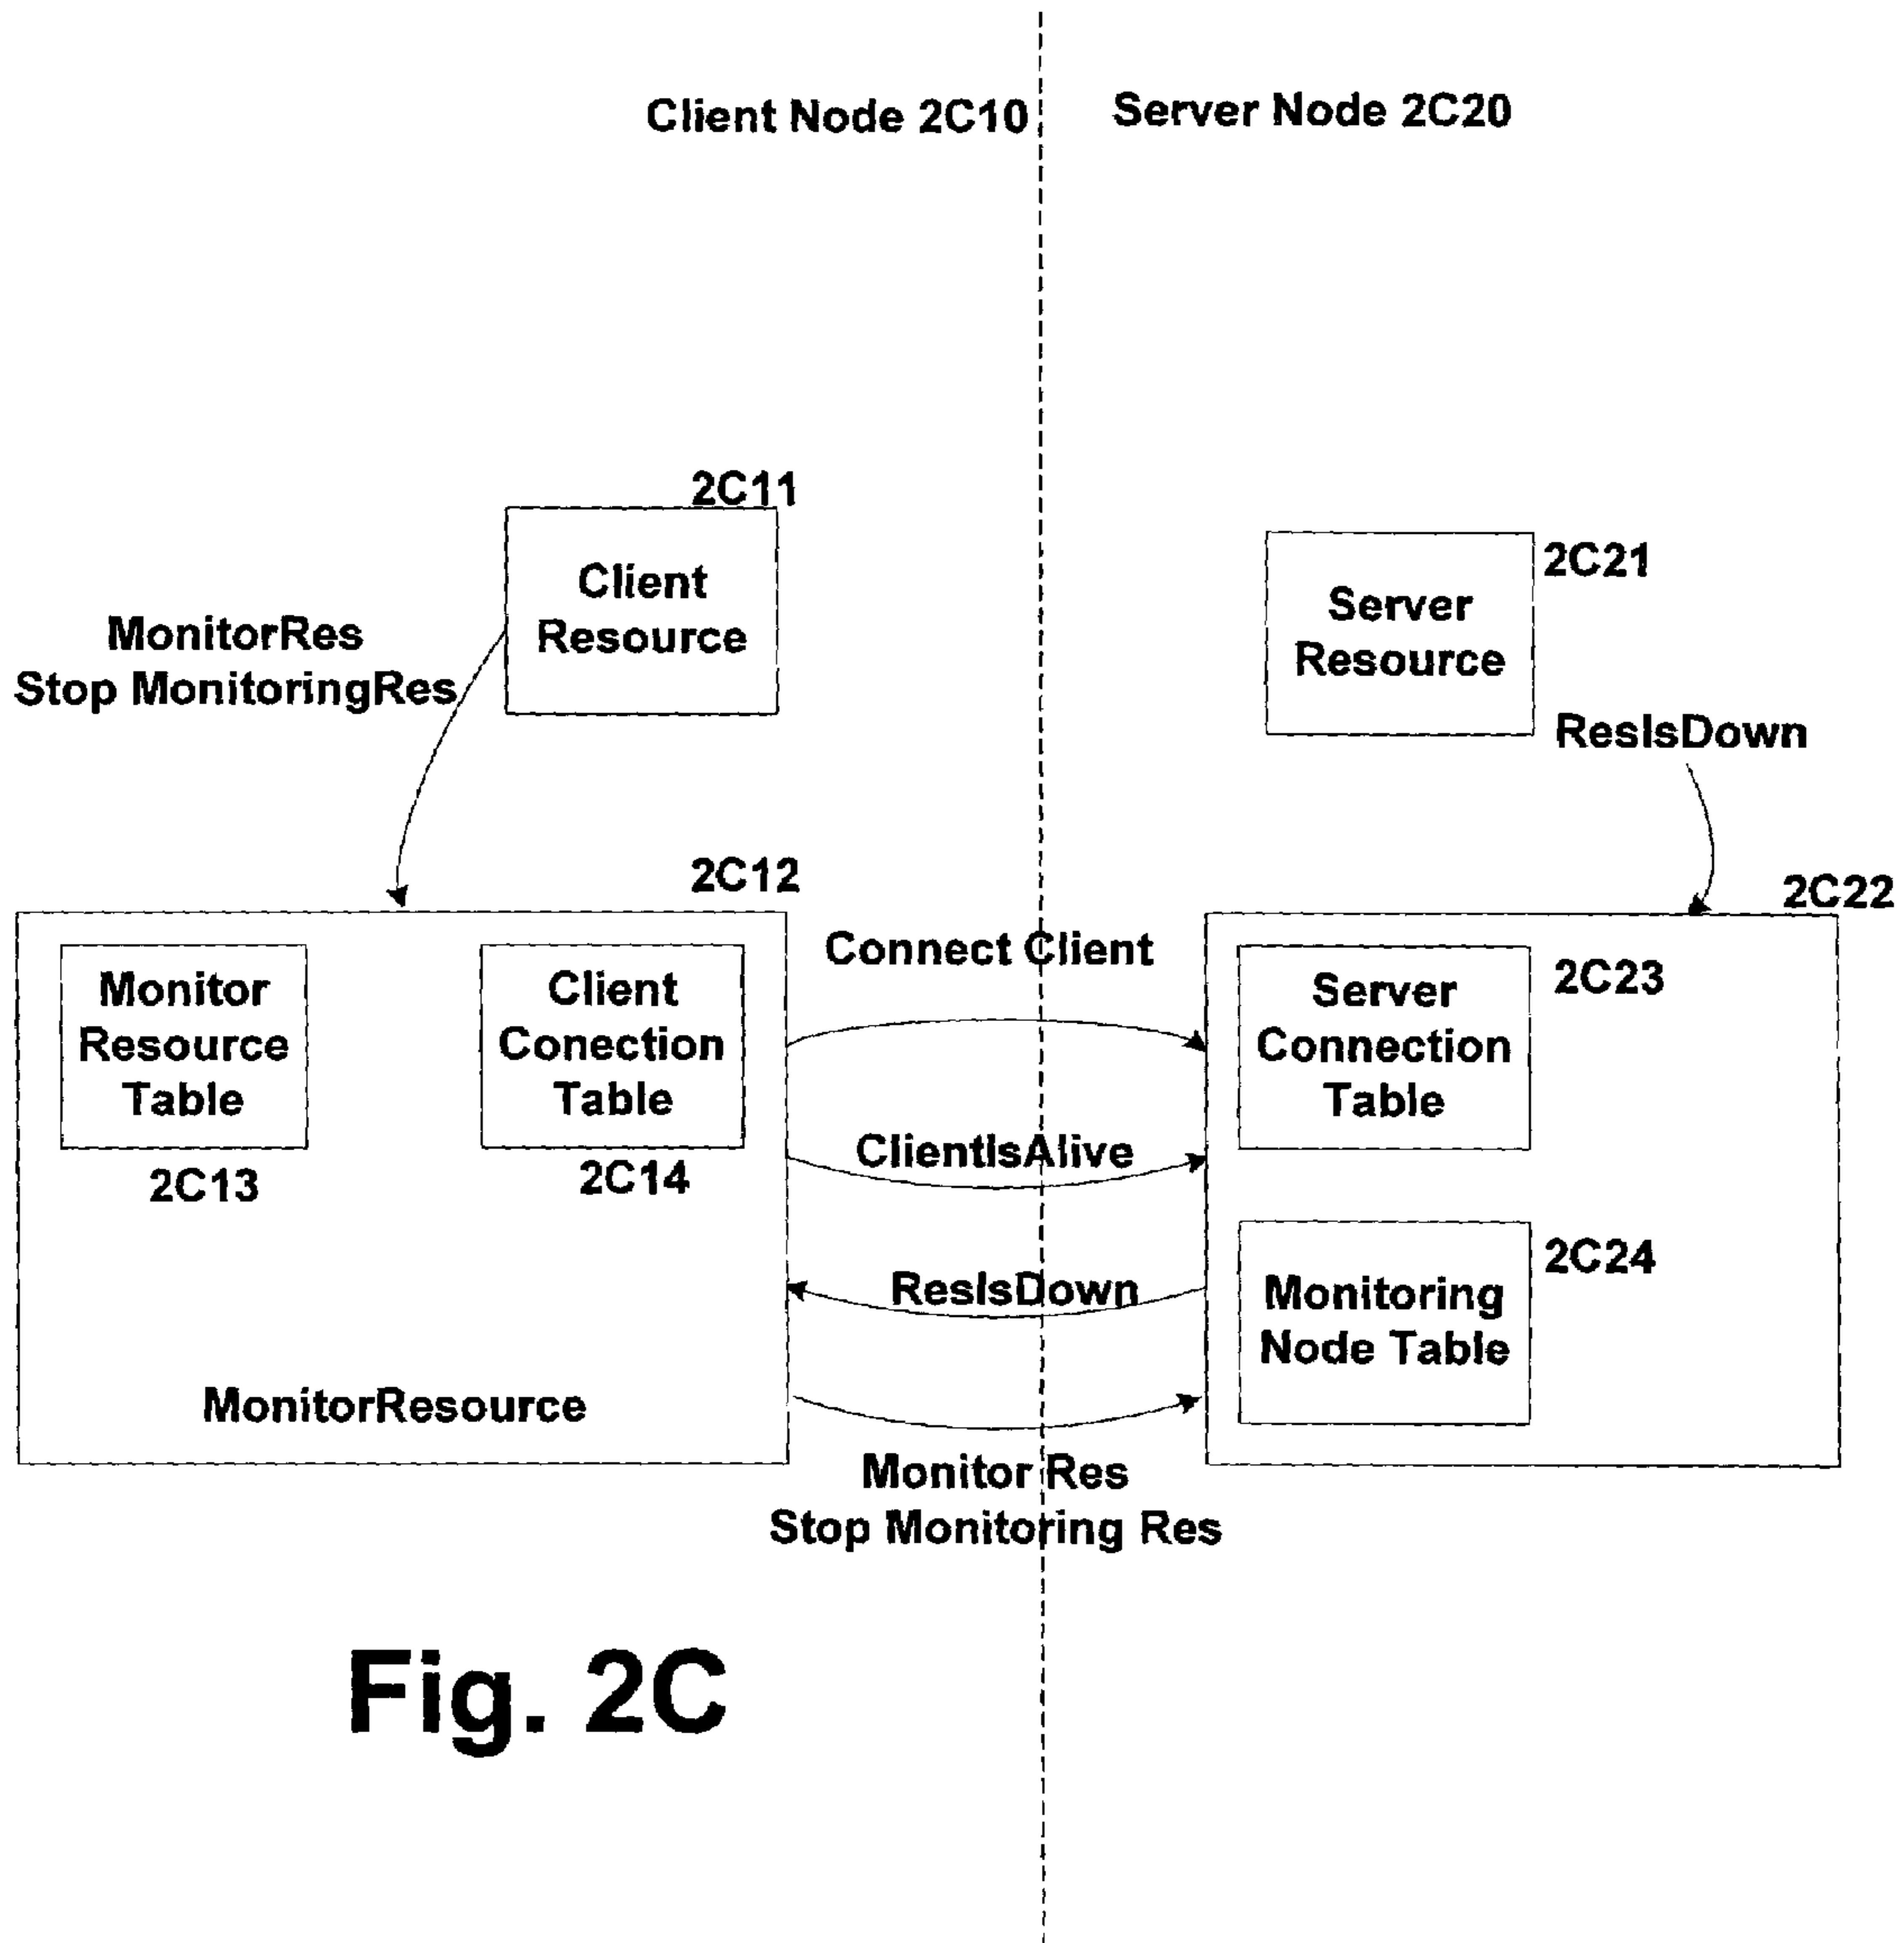 Client Node 2C10
Server Node 2C20
2C11
Client
Resource
MonitorRes
Stop MonitoringRes
2C21
Server
Resource
ResIsDown
2C12
2C22
Monitor
Resource
Table
2C13
Client
Conection
Table
2C14
MonitorResource
Connect Client
ClientIsAlive
ResIsDown
Monitor Res
Stop Monitoring Res
Server
Connection
Table
2C23
2C24
Monitoring
Node Table
Fig. 2C